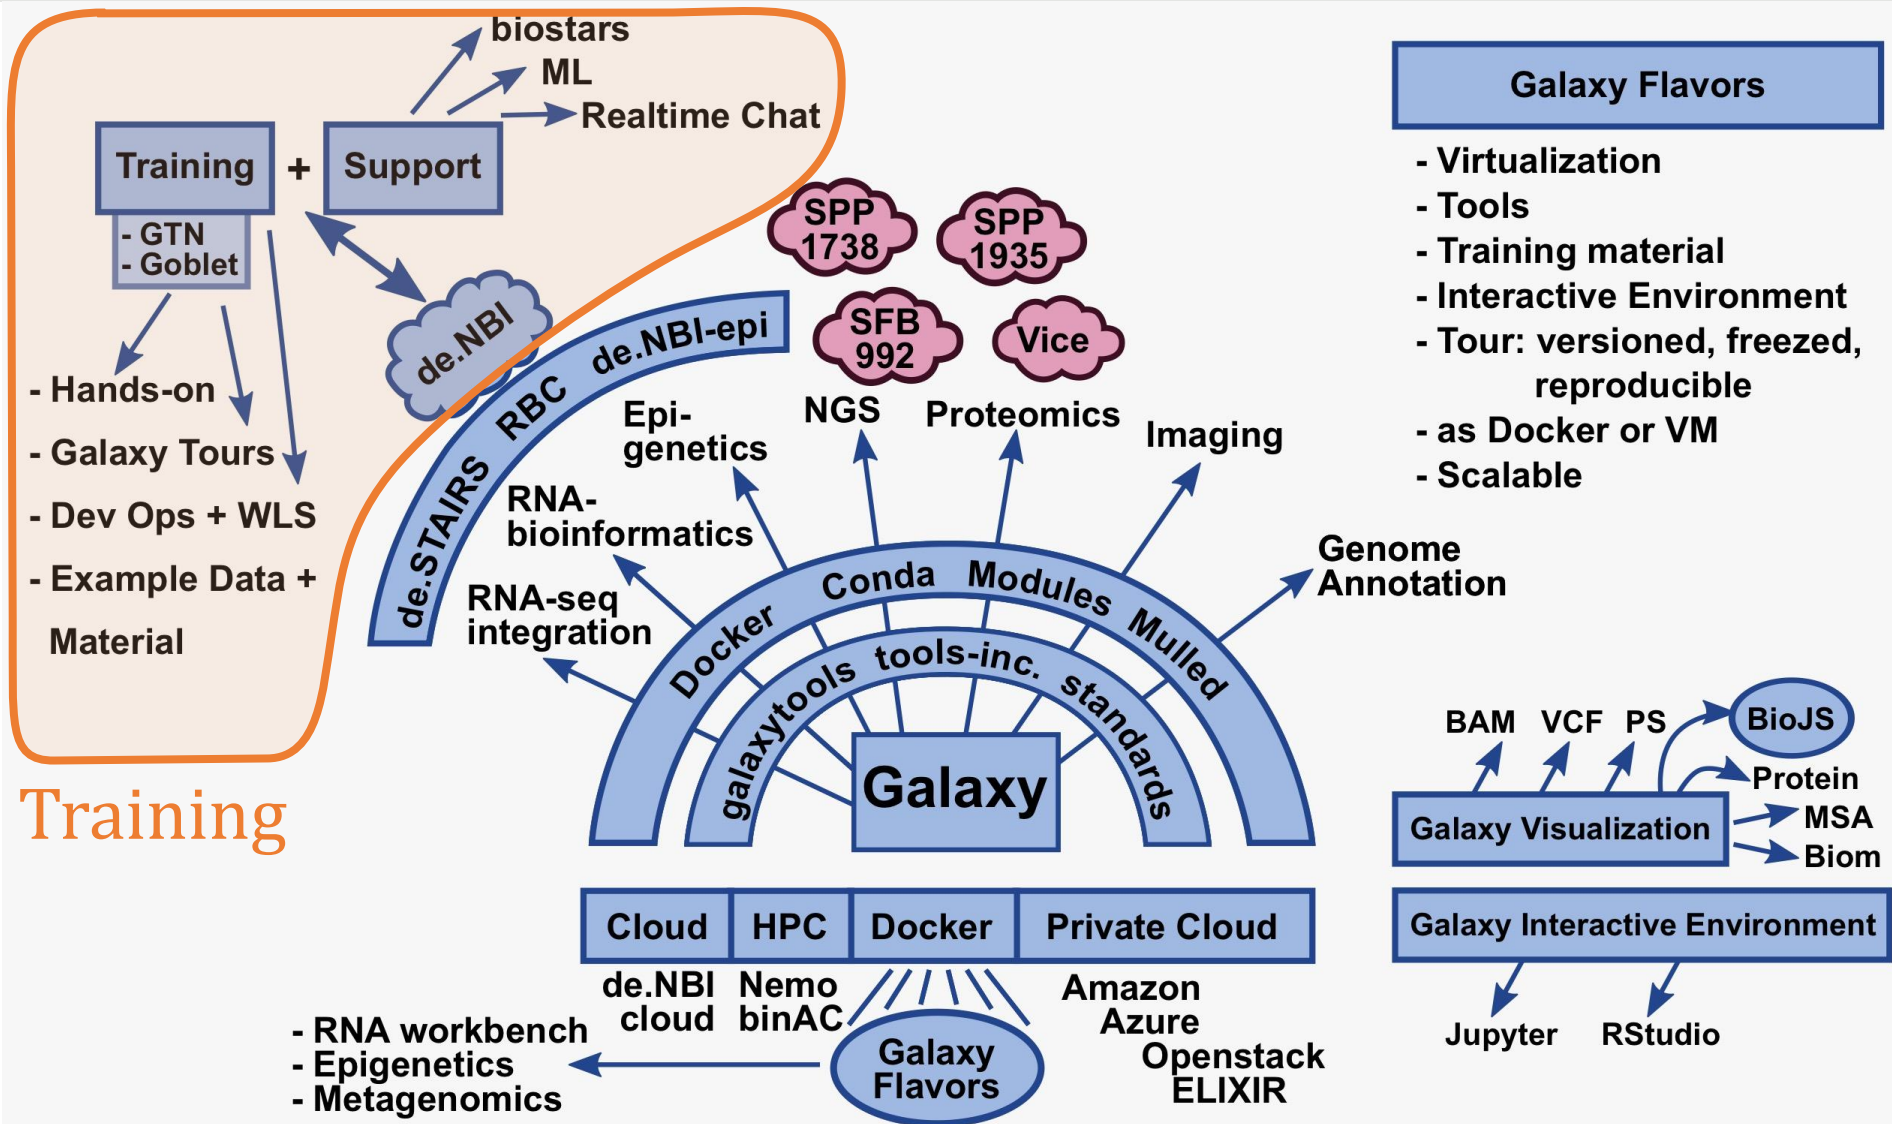 biostars
ML
Realtime Chat
Training
+
Support
- GTN
- Goblet
de.NBI
- Hands-on
- Galaxy Tours
- Dev Ops + WLS
- Example Data +
Material
Training
SPP
1738
SPP
1935
SFB
992
Vice
de.STAIRS RBC de.NBI-epi
RNA-seq
integration
RNA-
bioinformatics
Epi-
genetics
NGS
Proteomics
Imaging
Genome
Annotation
Docker Conda Modules Mulled
galaxytools tools-inc. standards
Galaxy
Cloud
HPC
Docker
Private Cloud
de.NBI
cloud
Nemo
binAC
Amazon
Azure
Openstack
ELIXIR
Galaxy
Flavors
- RNA workbench
- Epigenetics
- Metagenomics
Galaxy Flavors
- Virtualization
- Tools
- Training material
- Interactive Environment
- Tour: versioned, freezed,
reproducible
- as Docker or VM
- Scalable
BAM
VCF
PS
BioJS
Protein
MSA
Biom
Galaxy Visualization
Galaxy Interactive Environment
Jupyter
RStudio